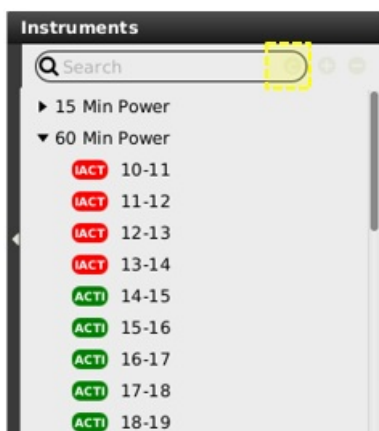 Instruments
Search
15 Min Power
60 Min Power
IACT 10-11
IACT 11-12
IACT 12-13
IACT 13-14
ACTI 14-15
ACTI 15-16
ACTI 16-17
ACTI 17-18
ACTI 18-19